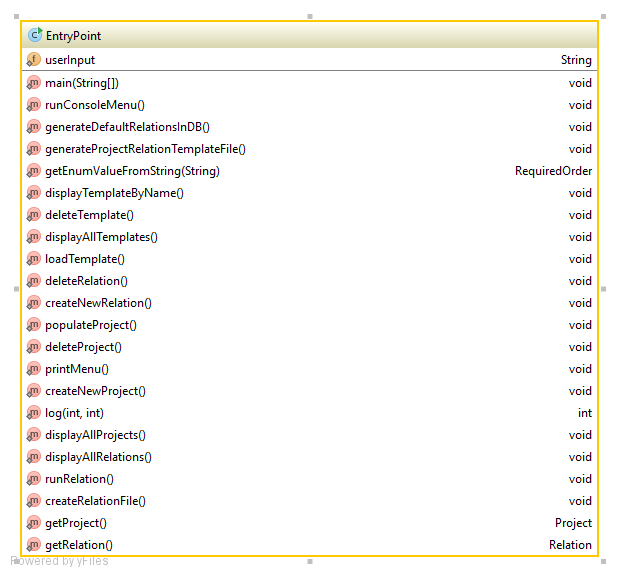 EntryPoint
userInput String
main(String[]) void
runConsoleMenu() void
generateDefaultRelationsInDB() void
generateProjectRelationTemplateFile() void
getEnumValueFromString(String) RequiredOrder
displayTemplateByName() void
deleteTemplate() void
displayAllTemplates() void
loadTemplate() void
deleteRelation() void
createNewRelation() void
populateProject() void
deleteProject() void
printMenu() void
createNewProject() void
log(int, int) int
displayAllProjects() void
displayAllRelations() void
runRelation() void
createRelationFile() void
getProject() Project
getRelation() Relation
Powered by yFiles